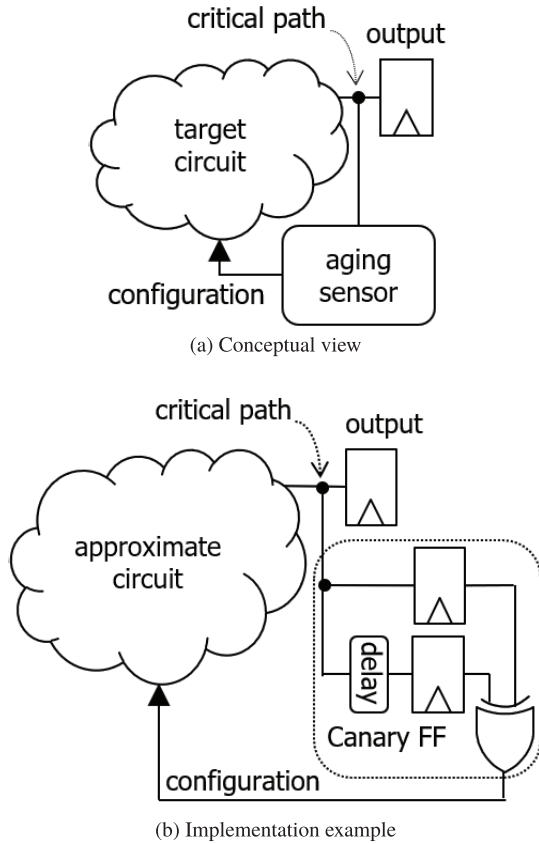 critical path
output
target
circuit
aging
sensor
configuration
(a) Conceptual view
critical path
output
approximate
circuit
delay
Canary FF
configuration
(b) Implementation example